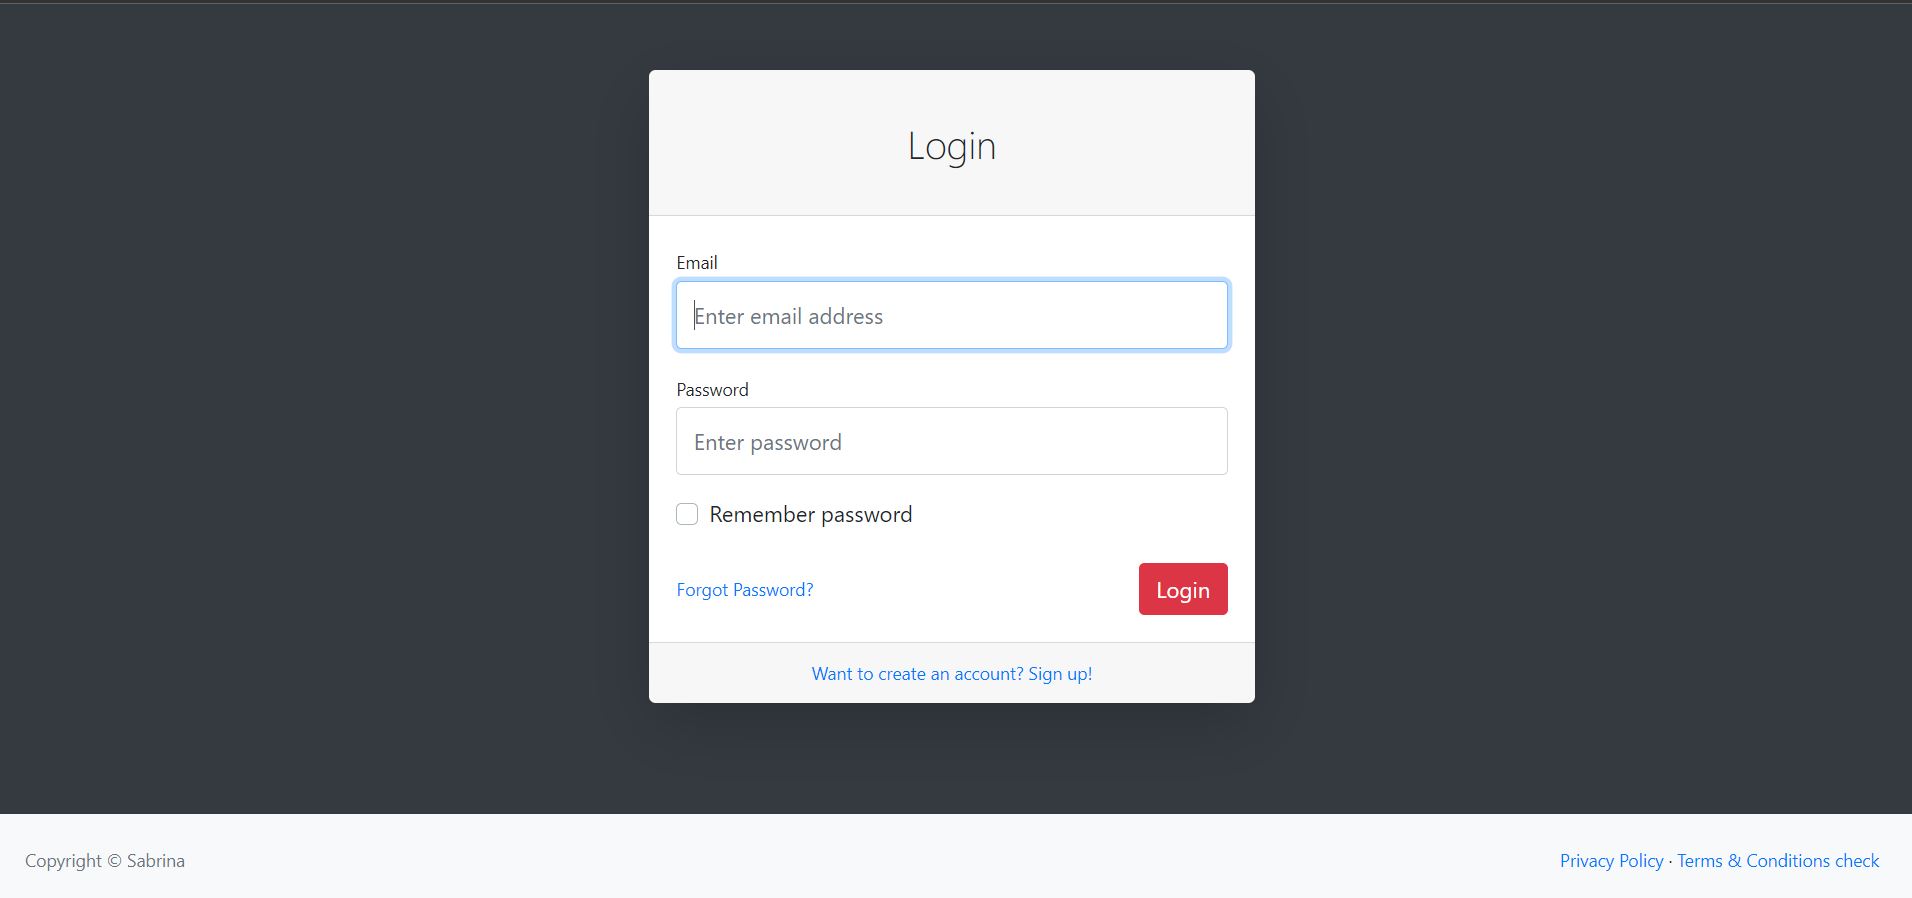 Login
Email
Enter email address
Password
Enter password
Remember password
Forgot Password?
Login
Want to create an account? Sign up!
Copyright © Sabrina
Privacy Policy · Terms & Conditions check